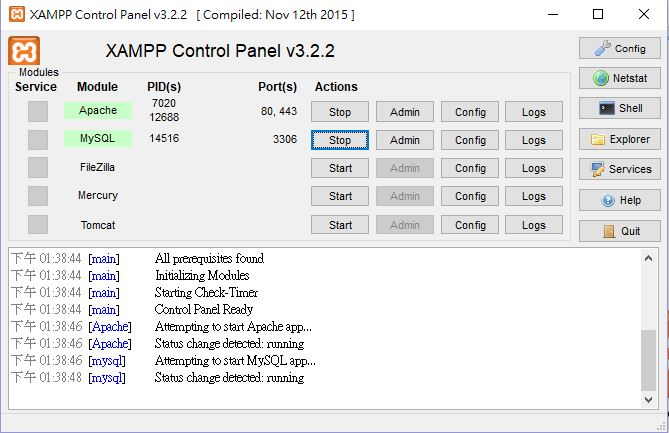 XAMPP Control Panel v3.2.2 [ Compiled: Nov 12th 2015 ]
XAMPP Control Panel v3.2.2
Config
Modules
Service Module PID(s) Port(s) Actions
Netstat
Apache 7020 12688 80, 443 Stop Admin Config Logs
Shell
MySQL 14516 3306 Stop Admin Config Logs
Explorer
FileZilla Start Admin Config Logs
Services
Mercury Start Admin Config Logs
Help
Tomcat Start Admin Config Logs
Quit
下午 01:38:44 [main] All prerequisites found
下午 01:38:44 [main] Initializing Modules
下午 01:38:44 [main] Starting Check-Timer
下午 01:38:44 [main] Control Panel Ready
下午 01:38:46 [Apache] Attempting to start Apache app...
下午 01:38:46 [Apache] Status change detected: running
下午 01:38:46 [mysql] Attempting to start MySQL app...
下午 01:38:48 [mysql] Status change detected: running